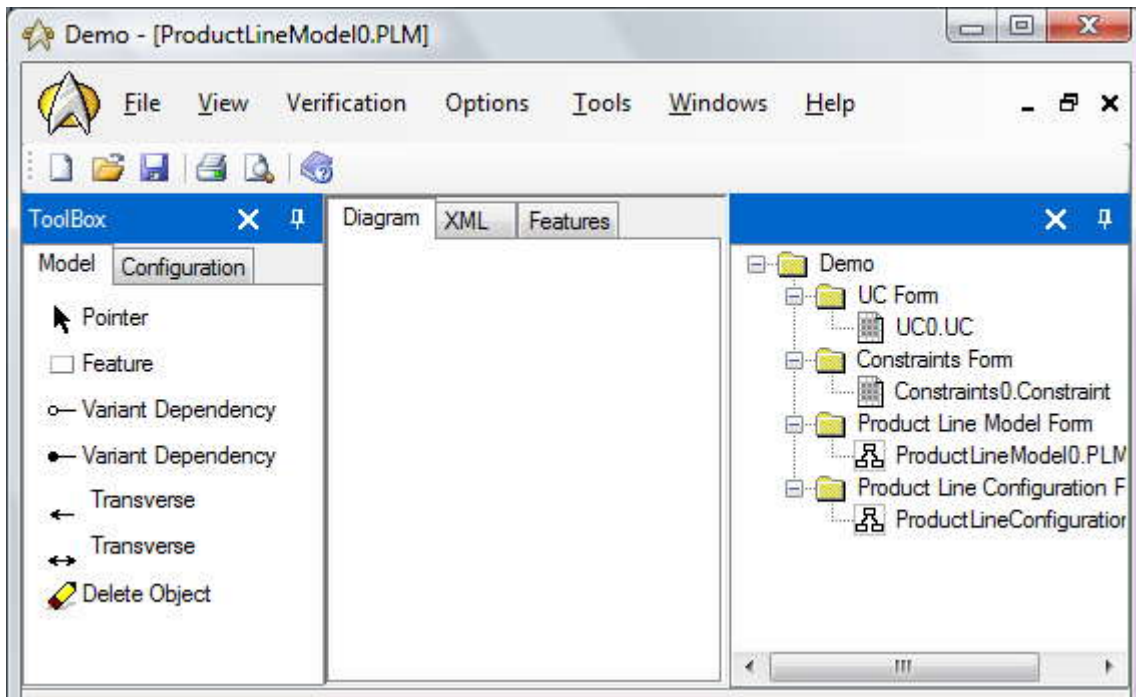 Demo - [ProductLineModel0.PLM]
File View Verification Options Tools Windows Help
ToolBox
Model Configuration
Pointer
Feature
Variant Dependency
Variant Dependency
Transverse
Transverse
Delete Object
Diagram XML Features
Demo
UC Form
UC0.UC
Constraints Form
Constraints0.Constraint
Product Line Model Form
ProductLineModel0.PLM
Product Line Configuration F
ProductLineConfiguration